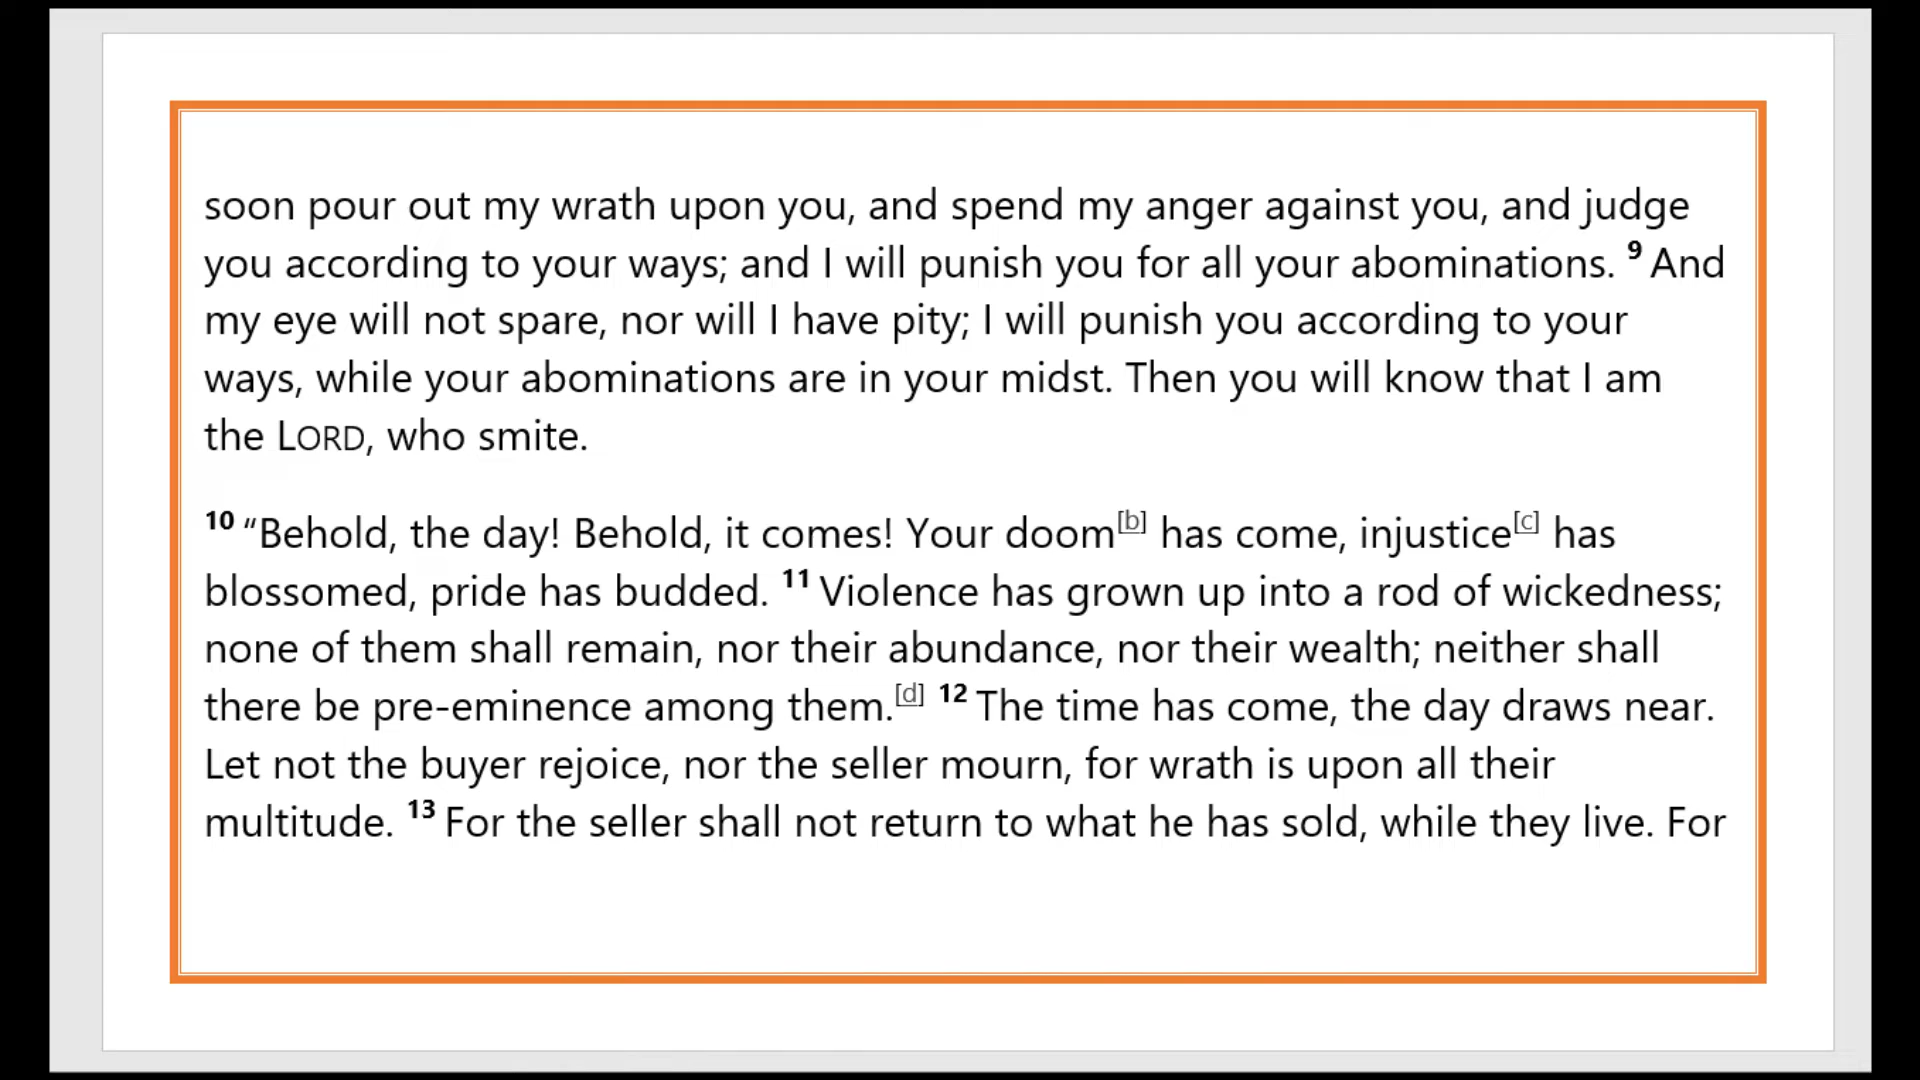 soon pour out my wrath upon you, and spend my anger against you, and judge
you according to your ways; and I will punish you for all your abominations. 9 And
my eye will not spare, nor will I have pity; I will punish you according to your
ways, while your abominations are in your midst. Then you will know that I am
the LORD, who smite.
10 “Behold, the day! Behold, it comes! Your doom[b] has come, injustice[c] has
blossomed, pride has budded. 11 Violence has grown up into a rod of wickedness;
none of them shall remain, nor their abundance, nor their wealth; neither shall
there be pre-eminence among them.[d] 12 The time has come, the day draws near.
Let not the buyer rejoice, nor the seller mourn, for wrath is upon all their
multitude. 13 For the seller shall not return to what he has sold, while they live. For